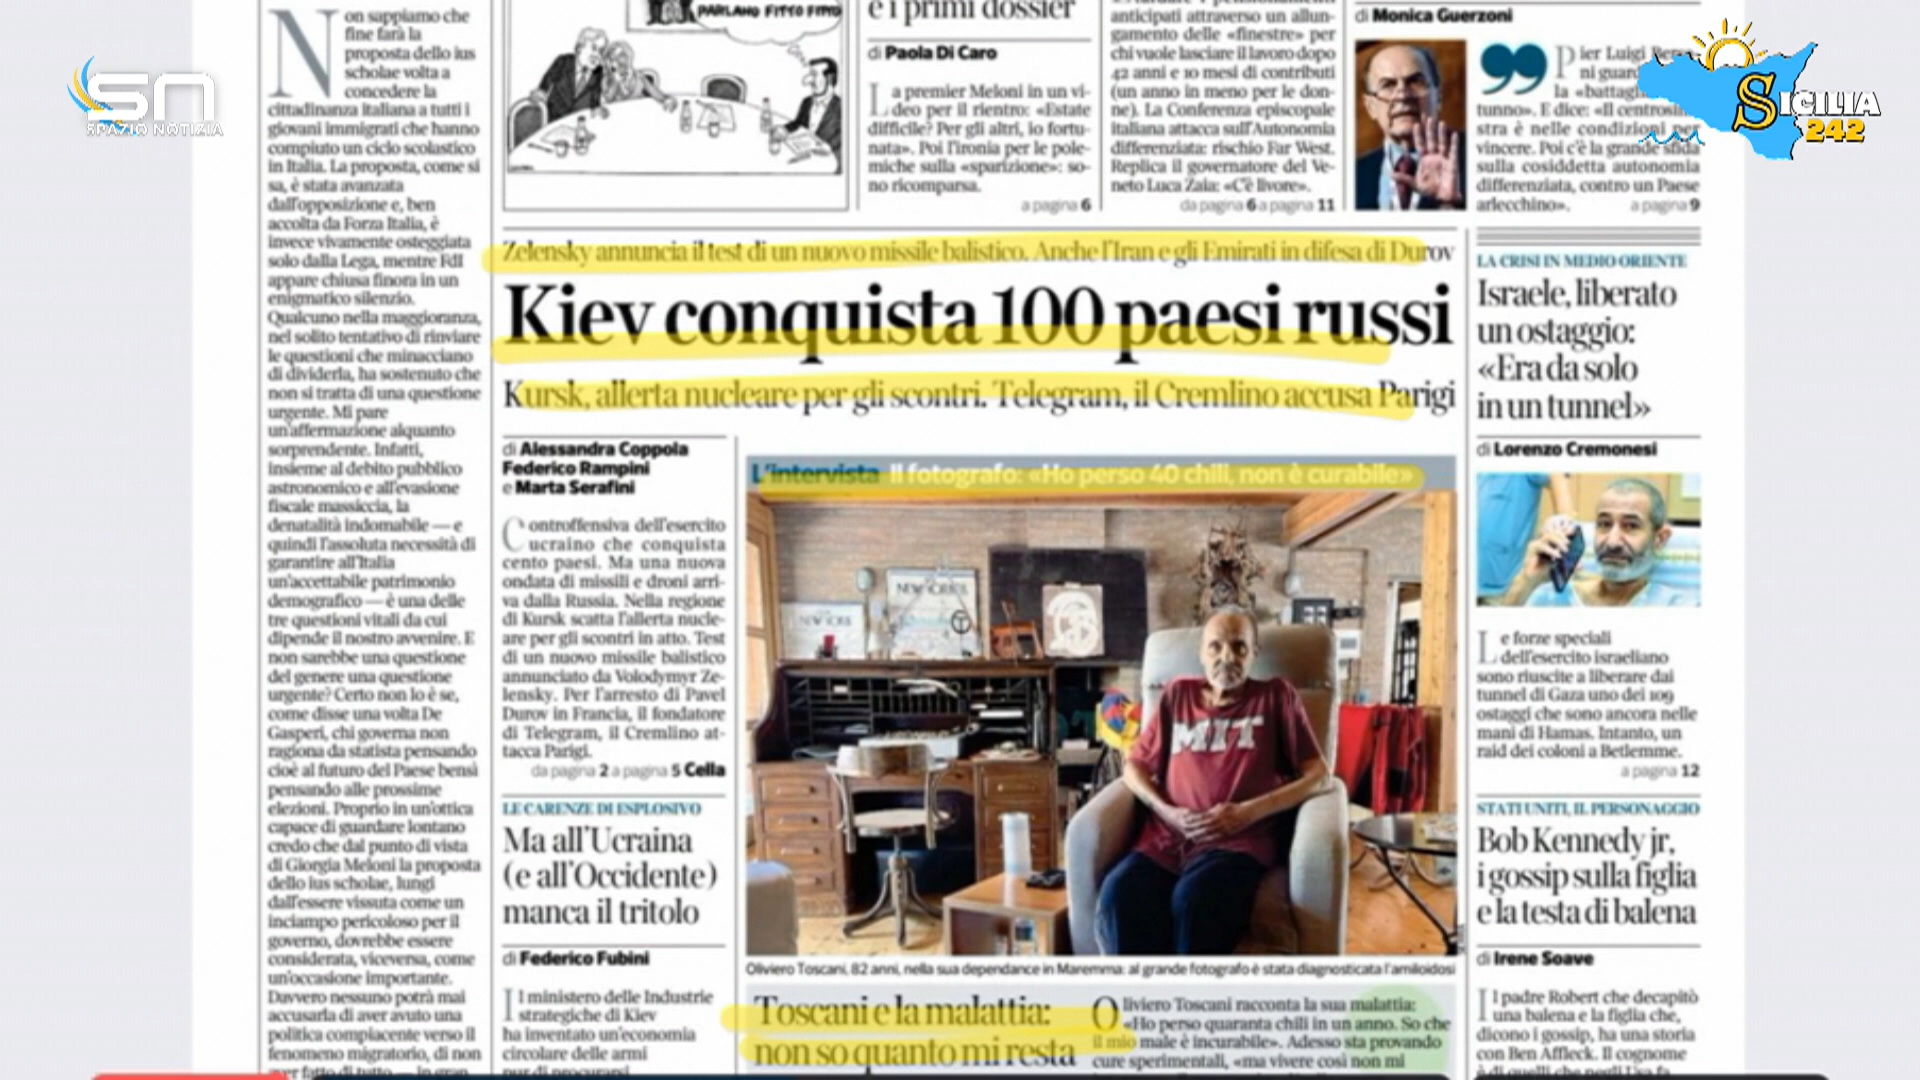 SN
SPAZIO NOTIZIA
SICILIA
242
Non sappiamo che
fine farà la
proposta dello ius
scholae volta a
concedere la
cittadinanza italiana a tutti i
giovani immigrati che hanno
compiuto un ciclo scolastico
in Italia. La proposta, come si
sa, è stata avanzata
dall'opposizione e, ben
accolta da Forza Italia, è
invece vivamente osteggiata
solo dalla Lega, mentre FdI
appare chiusa finora in un
enigmatico silenzio.
Qualcuno nella maggioranza,
nel solito tentativo di rinviare
le questioni che minacciano
di dividerla, ha sostenuto che
non si tratta di una questione
urgente. Mi pare
un'affermazione alquanto
sorprendente. Infatti,
insieme al debito pubblico
astronomico e all'evasione
fiscale massiccia, la
denatalità indomabile — e
quindi l'assoluta necessità di
garantire all'Italia
un'accettabile patrimonio
demografico — è una delle
tre questioni vitali da cui
dipende il nostro avvenire. E
non sarebbe una questione
del genere una questione
urgente? Certo non lo è se,
come disse una volta De
Gasperi, chi governa non
ragiona da statista pensando
cioè al futuro del Paese bensì
pensando alle prossime
elezioni. Proprio in un'ottica
capace di guardare lontano
credo che dal punto di vista
di Giorgia Meloni la proposta
dello ius scholae, lungi
dall'essere vissuta come un
inciampo pericoloso per il
governo, dovrebbe essere
considerata, viceversa, come
un'occasione importante.
Davvero nessuno potrà mai
accusarla di aver avuto una
politica compiacente verso il
fenomeno migratorio, di non
aver fatto di tutto — in gran
PARLANO FITTO FITTO
e i primi dossier
di Paola Di Caro
La premier Meloni in un vi-
deo per il rientro: «Estate
difficile? Per gli altri, io fortu-
nata». Poi l'ironia per le pole-
miche sulla «sparizione»: so-
no ricomparsa.
a pagina 6
anticipati attraverso un allun-
gamento delle «finestre» per
chi vuole lasciare il lavoro dopo
42 anni e 10 mesi di contributi
(un anno in meno per le don-
ne). La Conferenza episcopale
italiana attacca sull'Autonomia
differenziata: rischio Far West.
Replica il governatore del Ve-
neto Luca Zaia: «C'è livore».
da pagina 6 a pagina 11
di Monica Guerzoni
Pier Luigi
ni
la
tunno». E dice: «Il
stra è nelle condizioni per
vincere. Poi c'è la grande sfida
sulla cosiddetta autonomia
differenziata, contro un Paese
arlecchino».
a pagina 9
Zelensky annuncia il test di un nuovo missile balistico. Anche l'Iran e gli Emirati in difesa di Durov
Kiev conquista 100 paesi russi
Kursk, allerta nucleare per gli scontri. Telegram, il Cremlino accusa Parigi
di Alessandra Coppola
Federico Rampini
e Marta Serafini
Controffensiva dell'esercito
ucraino che conquista
cento paesi. Ma una nuova
ondata di missili e droni arri-
va dalla Russia. Nella regione
di Kursk scatta l'allerta nucle-
are per gli scontri in atto. Test
di un nuovo missile balistico
annunciato da Volodymyr Ze-
lensky. Per l'arresto di Pavel
Durov in Francia, il fondatore
di Telegram, il Cremlino at-
tacca Parigi.
da pagina 2 a pagina 5 Cella
LE CARENZE DI ESPLOSIVO
Ma all'Ucraina
(e all'Occidente)
manca il tritolo
di Federico Fubini
Il ministero delle Industrie
strategiche di Kiev
ha inventato un'economia
circolare delle armi
pur di procurarsi
L'intervista Il fotografo: «Ho perso 40 chili, non è curabile»
NEW YORK
MIT
Oliviero Toscani, 82 anni, nella sua dependance in Maremma: al grande fotografo è stata diagnosticata l'amiloidosi
Toscani e la malattia:
non so quanto mi resta
Oliviero Toscani racconta la sua malattia:
«Ho perso quaranta chili in un anno. So che
il mio male è incurabile». Adesso sta provando
cure sperimentali, «ma vivere così non mi
LA CRISI IN MEDIO ORIENTE
Israele, liberato
un ostaggio:
«Era da solo
in un tunnel»
di Lorenzo Cremonesi
Le forze speciali
dell'esercito israeliano
sono riuscite a liberare dai
tunnel di Gaza uno dei 109
ostaggi che sono ancora nelle
mani di Hamas. Intanto, un
raid dei coloni a Betlemme.
a pagina 12
STATI UNITI, IL PERSONAGGIO
Bob Kennedy jr,
i gossip sulla figlia
e la testa di balena
di Irene Soave
Il padre Robert che decapitò
una balena e la figlia che,
dicono i gossip, ha una storia
con Ben Affleck. Il cognome
è di quelli che negli Usa fa